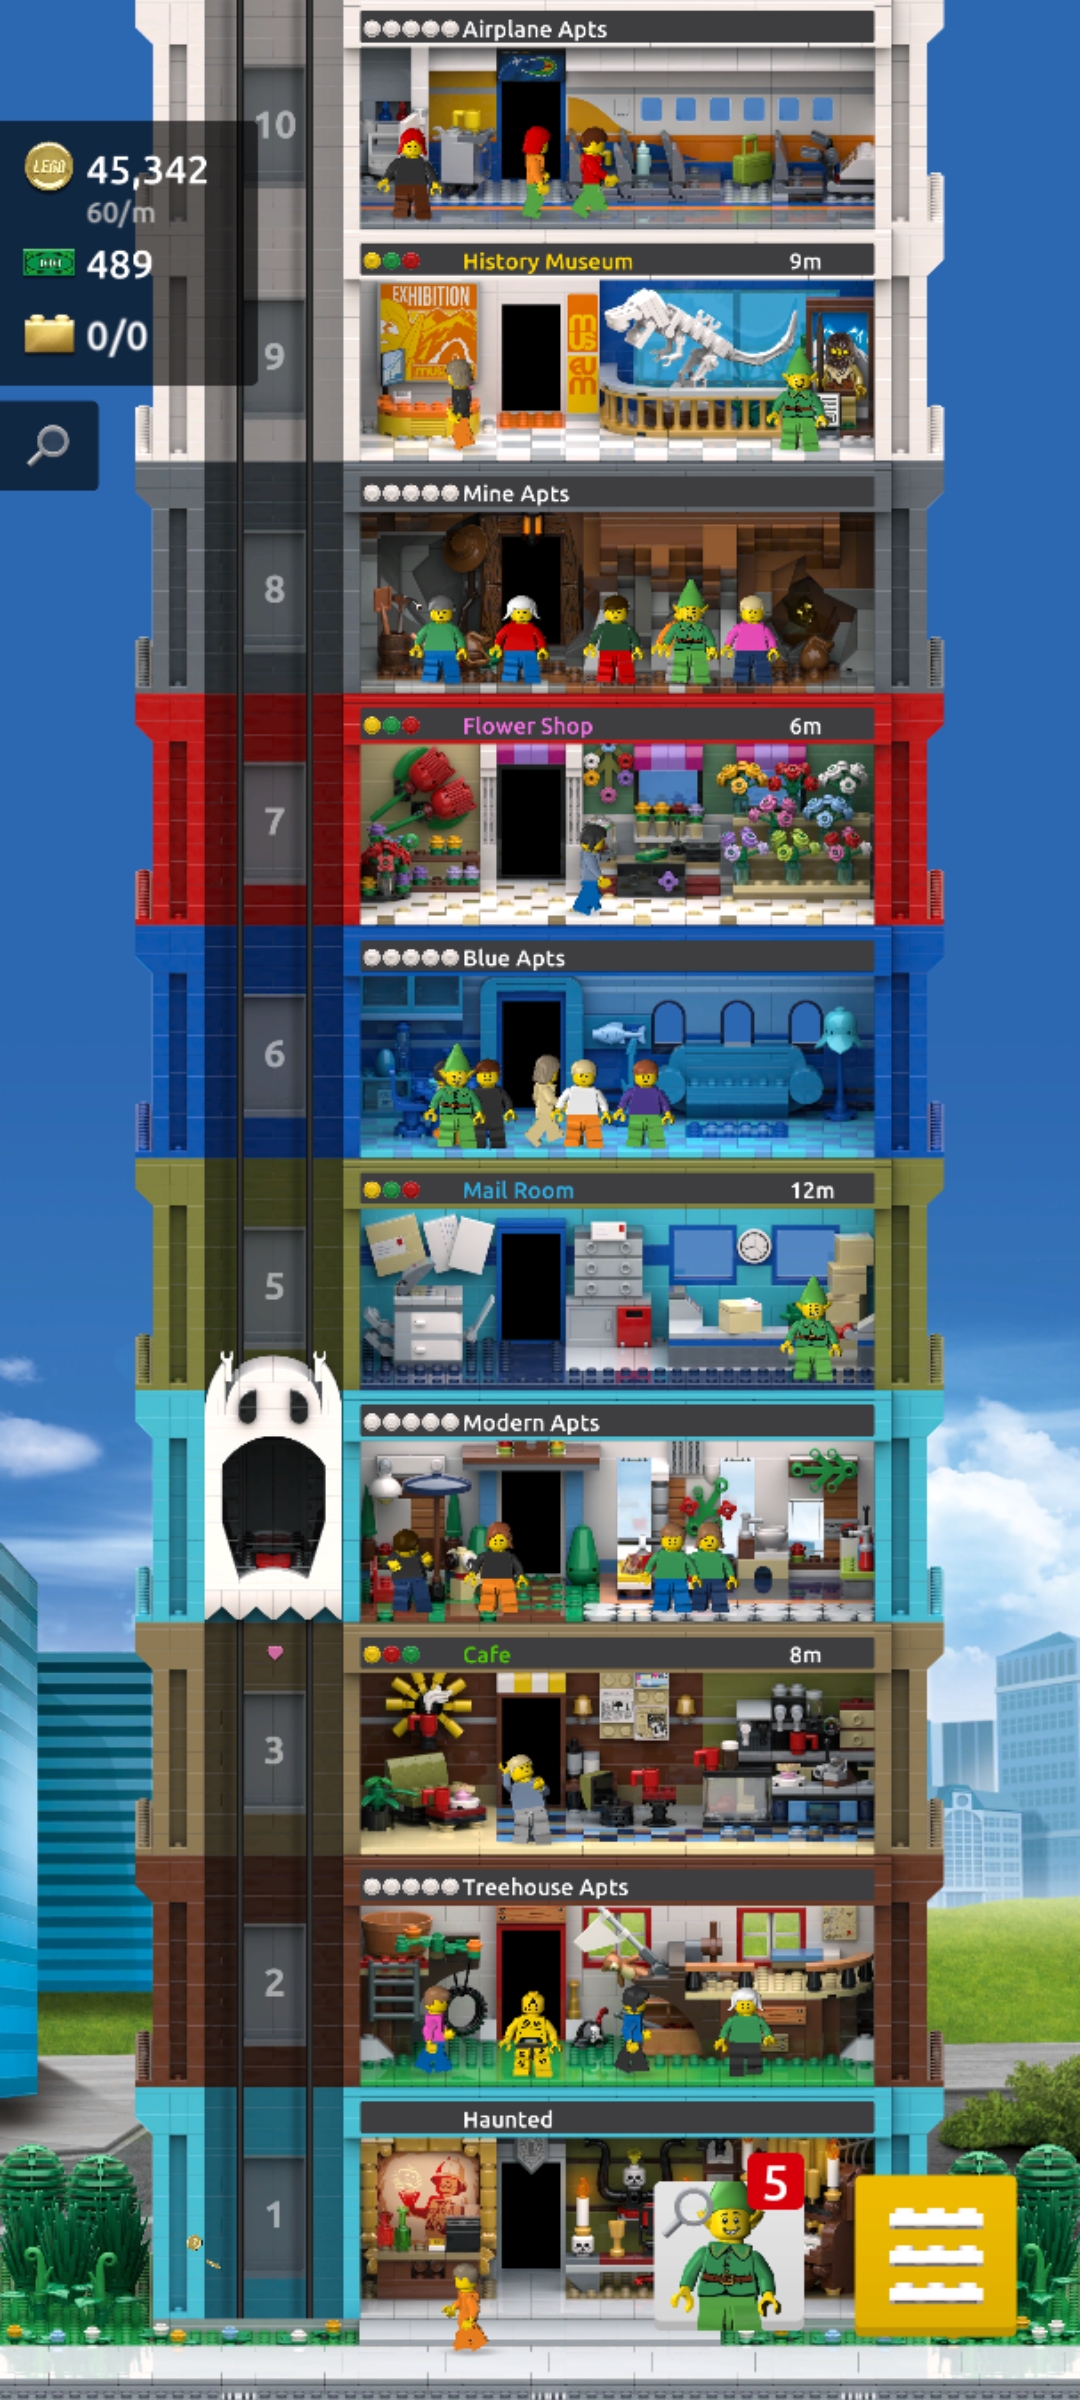 Airplane Apts
10
LEGO
45,342
60/m
489
0/0
History Museum 9m
EXHIBITION
museum
museum
9
Mine Apts
8
Flower Shop 6m
7
Blue Apts
6
Mail Room 12m
5
Modern Apts
Cafe 8m
3
Treehouse Apts
2
Haunted
5
1